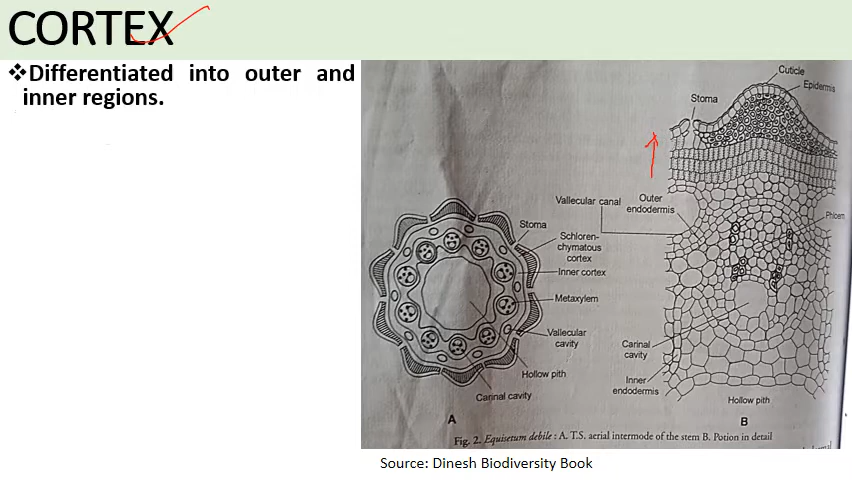 CORTEX
❖Differentiated into outer and
inner regions.
Cuticle
Epidermis
Stoma
Vallecular canal
Outer
endodermis
Phloem
Stoma
Schloren-
chymatous
cortex
Inner cortex
Metaxylem
Vallecular
cavity
Carinal
cavity
Hollow pith
Inner
endodermis
Carinal cavity
Hollow pith
A
B
Fig. 2. Equisetum debile : A. T.S. aerial intermode of the stem B. Potion in detail
Source: Dinesh Biodiversity Book